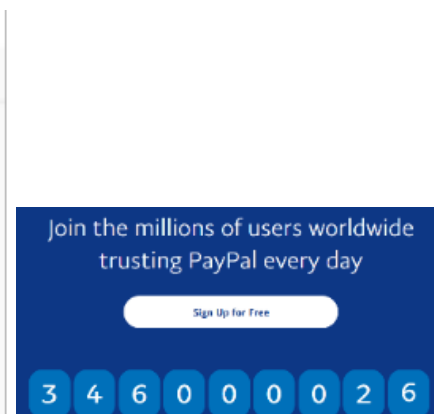 Join the millions of users worldwide
trusting PayPal every day
Sign Up for Free
3 4 6 0 0 0 0 2 6